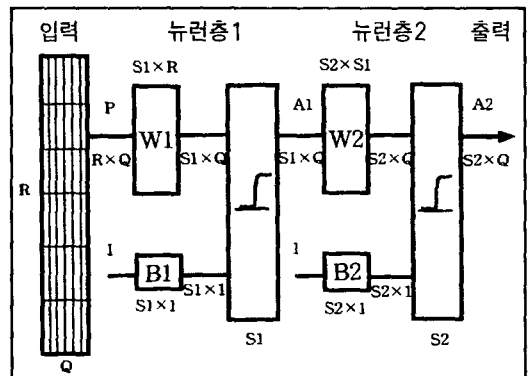 입력 뉴런층1 뉴런층2 출력
S1×R S2×S1
P A1 A2
W1 W2
R×Q S1×Q S1×Q S2×Q S2×Q
R
1 1
B1 B2
S1×1 S2×1
S1×1 S2×1
S1 S2
Q